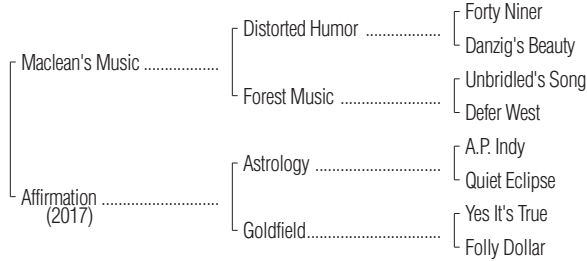 Forty Niner
Distorted Humor ..................
Danzig's Beauty
Maclean's Music .................
Unbridled's Song
Forest Music ......................
Defer West
A.P. Indy
Astrology ............................
Quiet Eclipse
Affirmation ..........................
(2017)
Yes It's True
Goldfield..............................
Folly Dollar